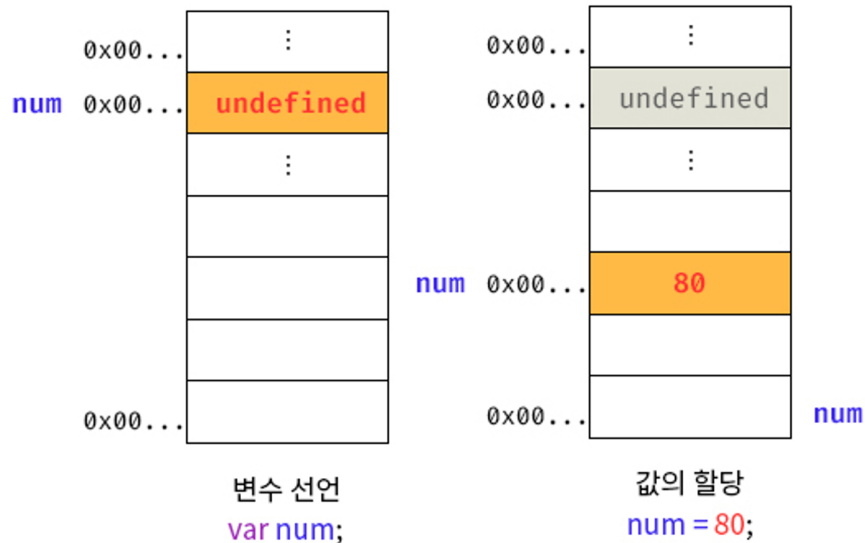 0x00...
num 0x00... undefined
0x00...
변수 선언
var num;
0x00...
0x00... undefined
num 0x00... 80
0x00... num
값의 할당
num = 80;